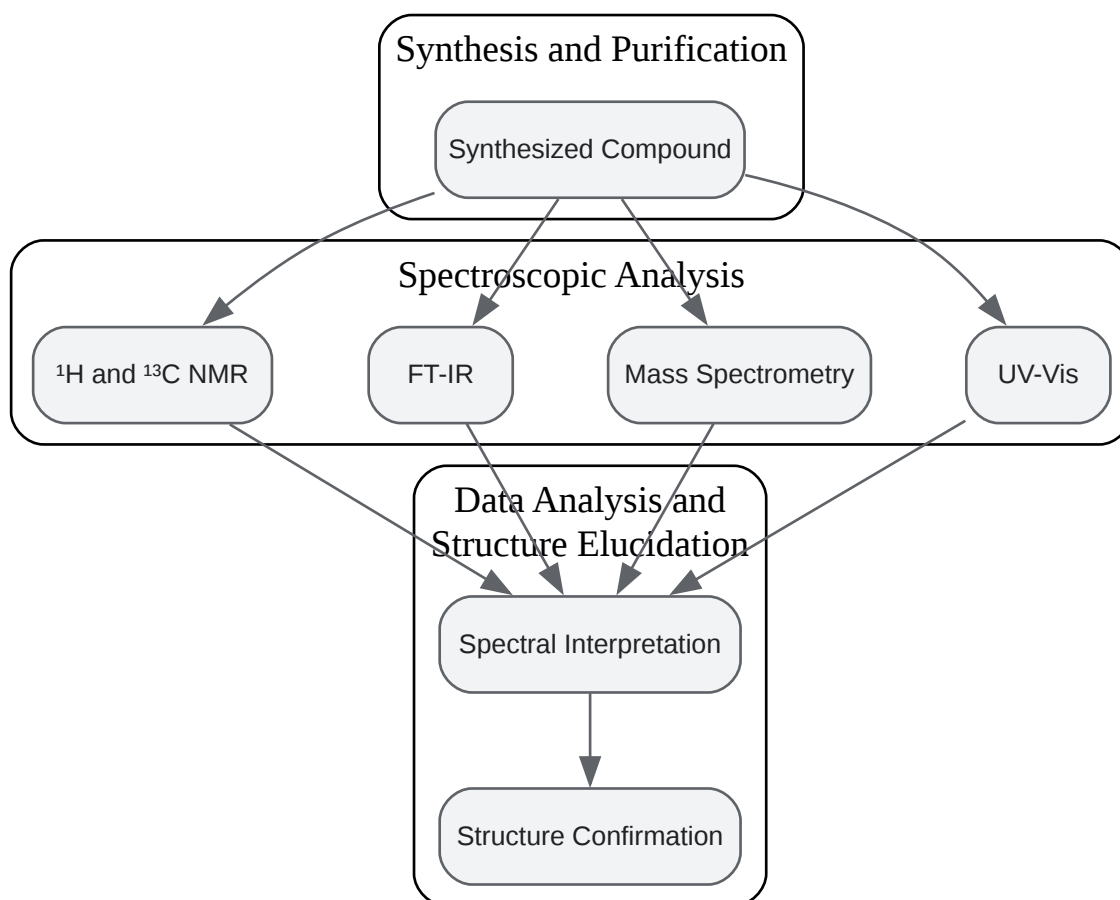 Synthesis and Purification
Synthesized Compound
Spectroscopic Analysis
¹H and ¹³C NMR
FT-IR
Mass Spectrometry
UV-Vis
Data Analysis and
Structure Elucidation
Spectral Interpretation
Structure Confirmation